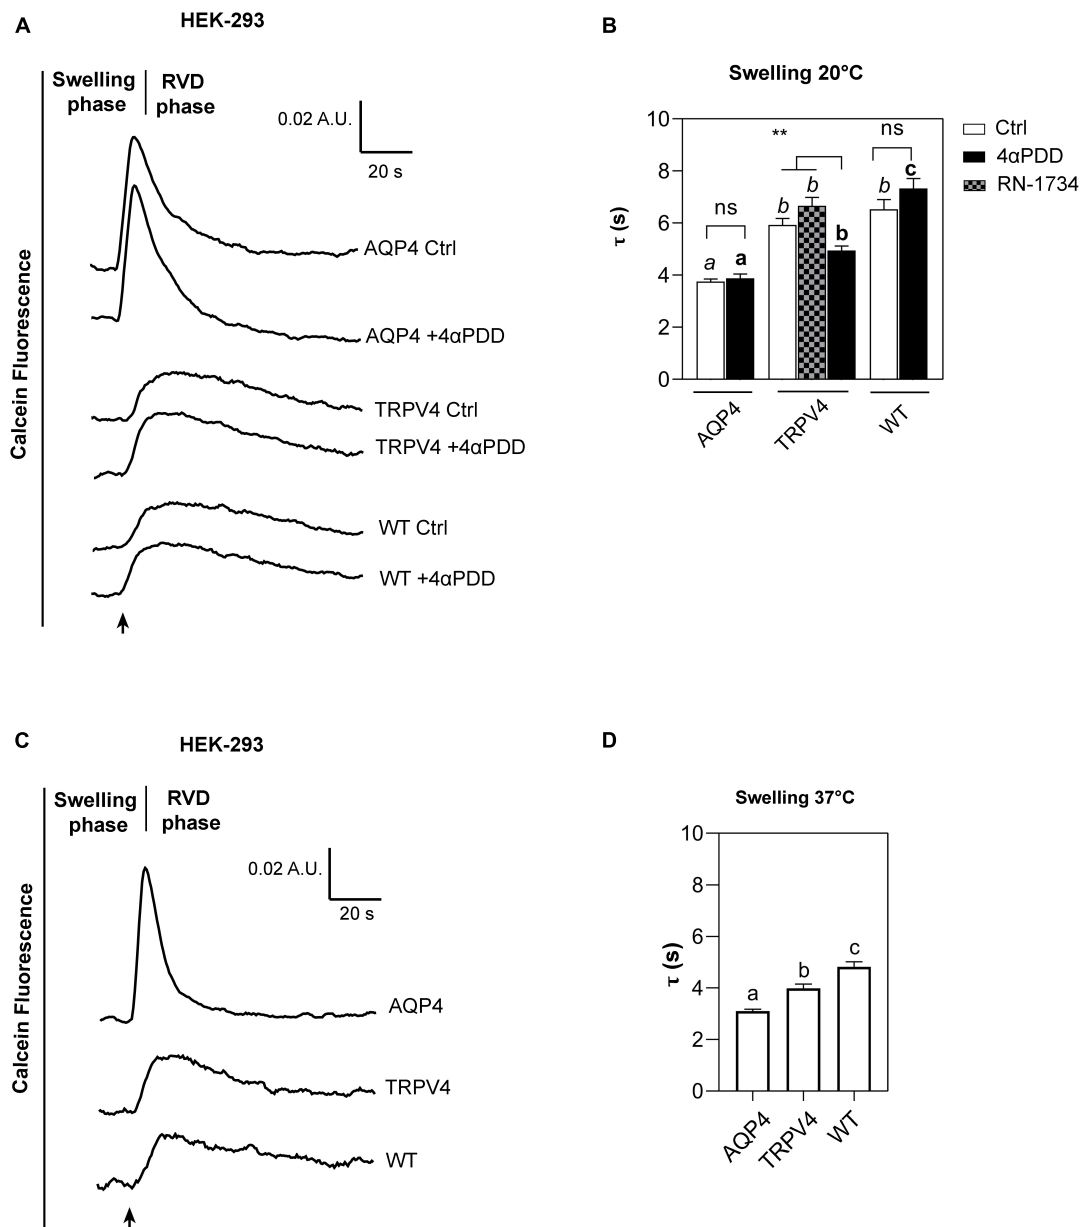 A
HEK-293
Swelling
phase
RVD
phase
0.02 A.U.
20 s
Calcein Fluorescence
AQP4 Ctrl
AQP4 +4αPDD
TRPV4 Ctrl
TRPV4 +4αPDD
WT Ctrl
WT +4αPDD
B
Swelling 20°C
τ (s)
10
8
6
4
2
0
ns
a
a
**
b
b
b
ns
b
c
AQP4
TRPV4
WT
Ctrl
4αPDD
RN-1734
C
HEK-293
Swelling
phase
RVD
phase
0.02 A.U.
20 s
Calcein Fluorescence
AQP4
TRPV4
WT
D
Swelling 37°C
τ (s)
10
8
6
4
2
0
a
b
c
AQP4
TRPV4
WT